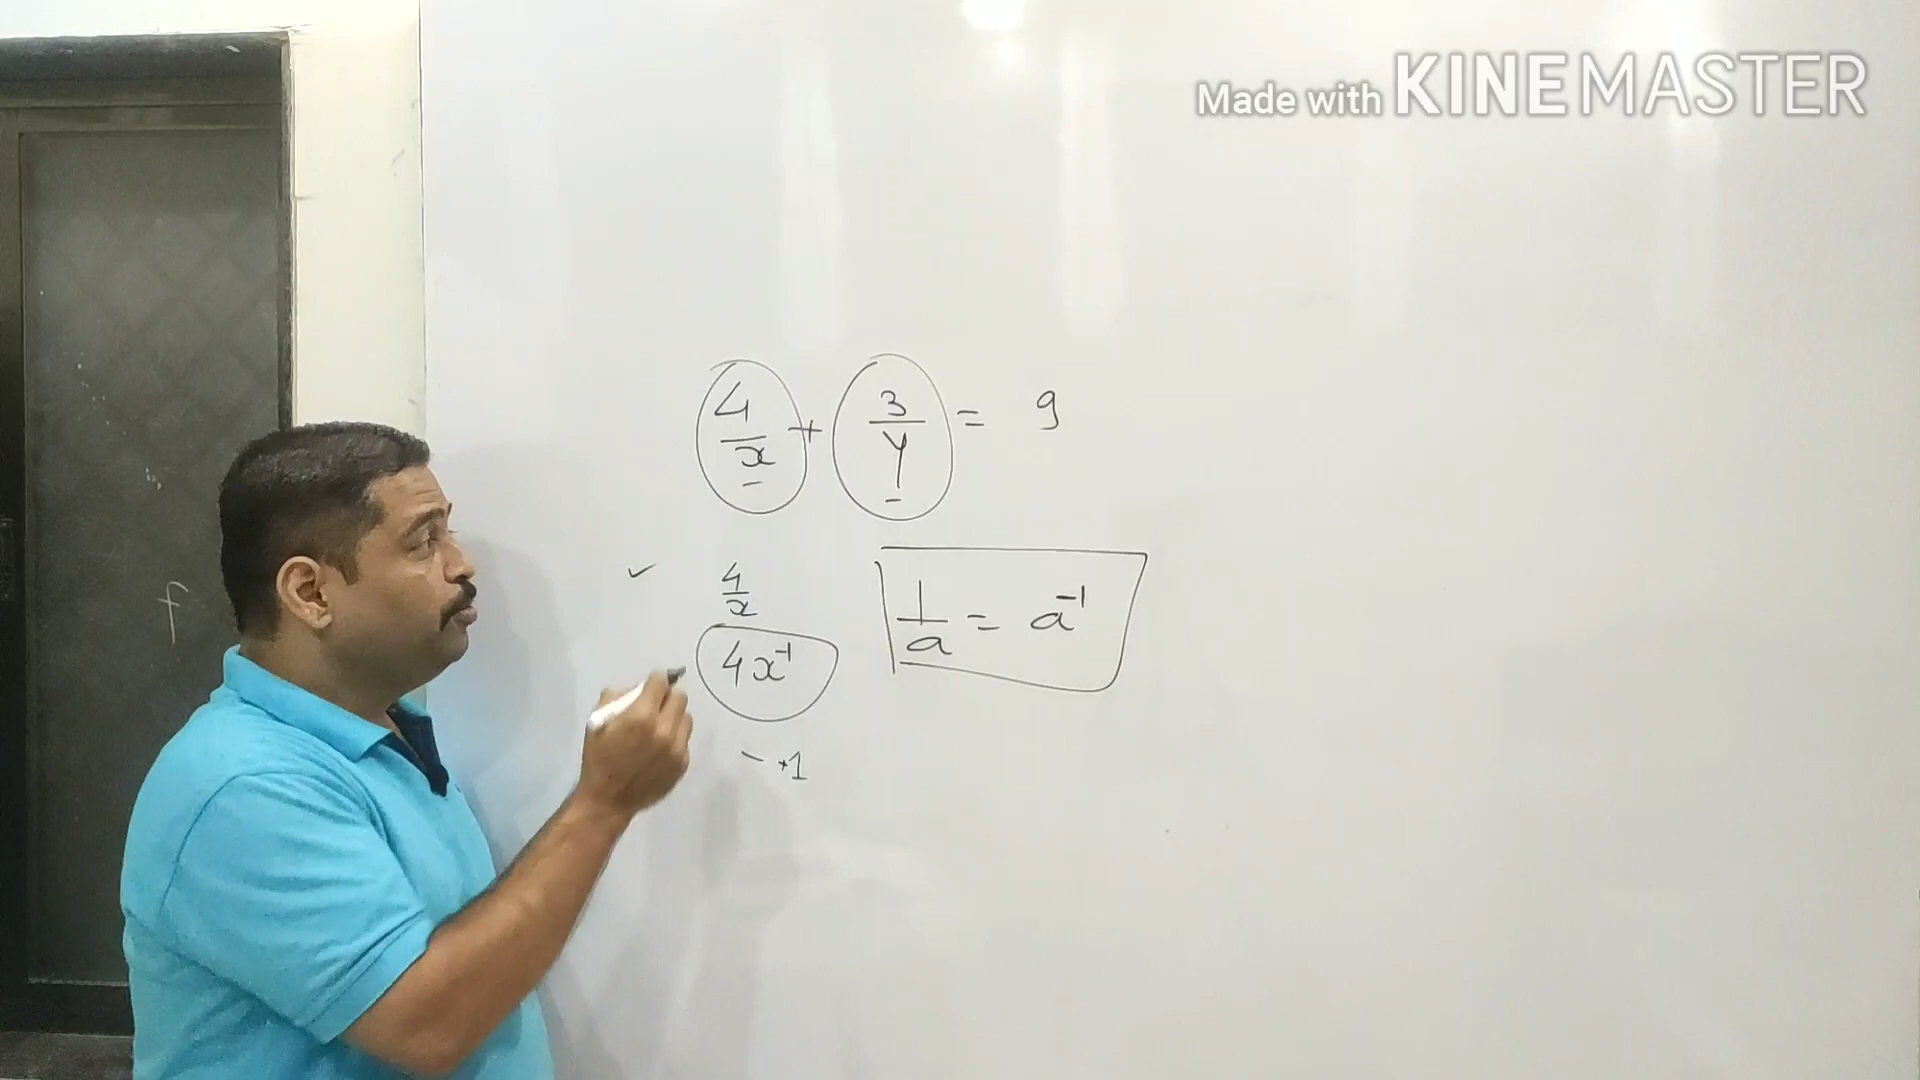 Made with KINEMASTER
4/x + 3/y = 9
4/x
1/a = a⁻¹
4x⁻¹
- +1